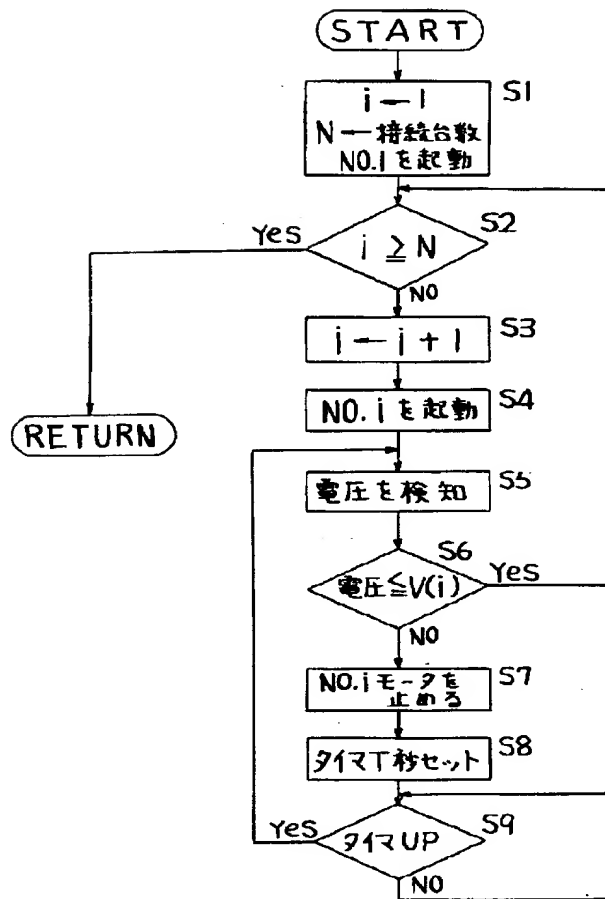 START
S1
i ← 1
N ← 接続台数
NO.1を起動
S2
Yes
i ≧ N
NO
S3
i ← i + 1
S4
NO.iを起動
RETURN
S5
電圧を検知
S6
電圧≦V(i)
Yes
NO
S7
NO.iモータを
止める
S8
タイマT秒セット
S9
Yes
タイマUP
NO